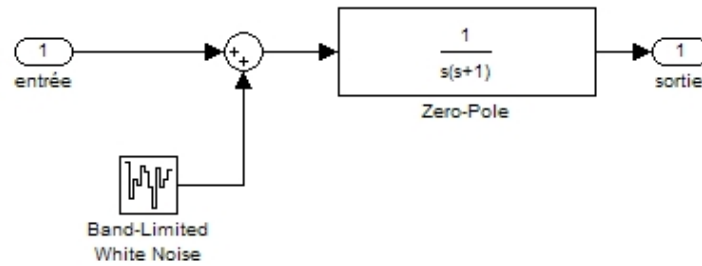 1
entrée
+
+
1
s(s+1)
Zero-Pole
1
sortie
Band-Limited
White Noise